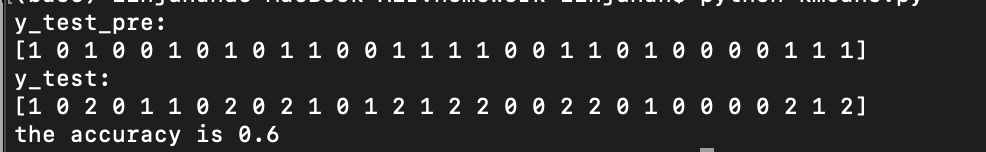 y_test_pre:
[1 0 1 0 0 1 0 1 0 1 1 0 0 1 1 1 1 0 0 1 1 0 1 0 0 0 0 1 1 1]
y_test:
[1 0 2 0 1 1 0 2 0 2 1 0 1 2 1 2 2 0 0 2 2 0 1 0 0 0 0 2 1 2]
the accuracy is 0.6